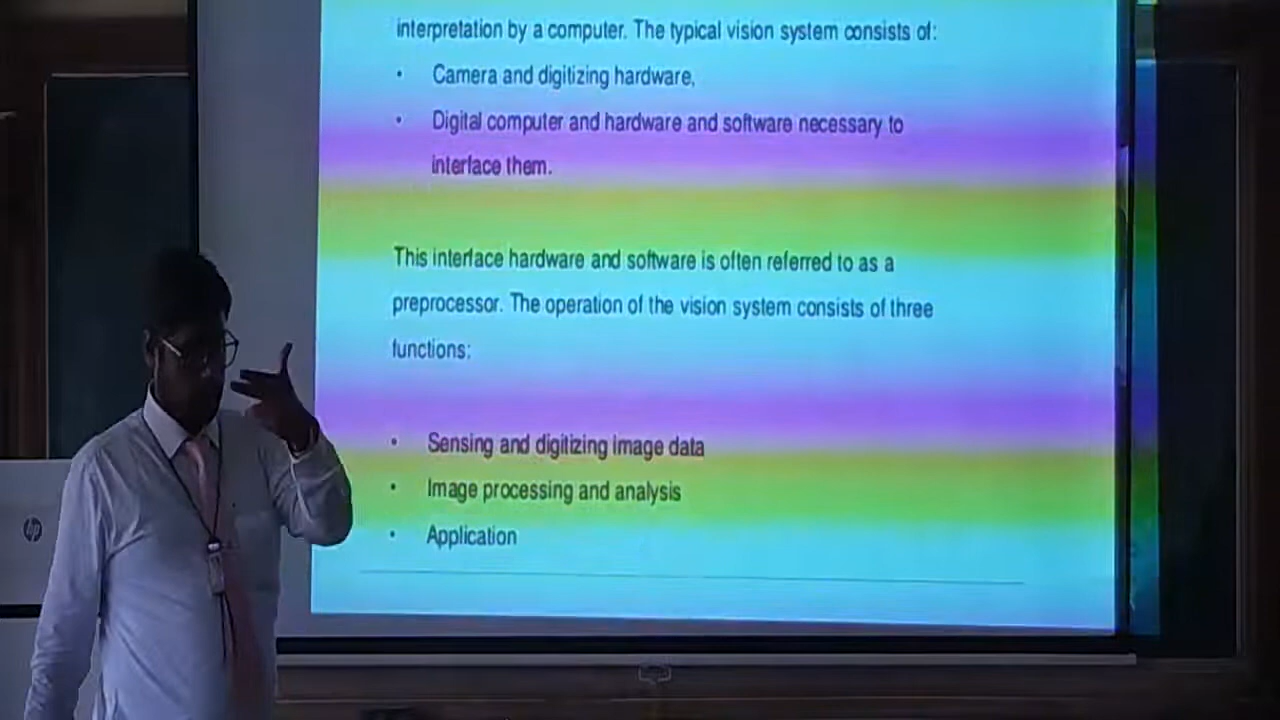 interpretation by a computer. The typical vision system consists of:
• Camera and digitizing hardware,
• Digital computer and hardware and software necessary to
interface them.
This interface hardware and software is often referred to as a
preprocessor. The operation of the vision system consists of three
functions:
• Sensing and digitizing image data
• Image processing and analysis
• Application
hp